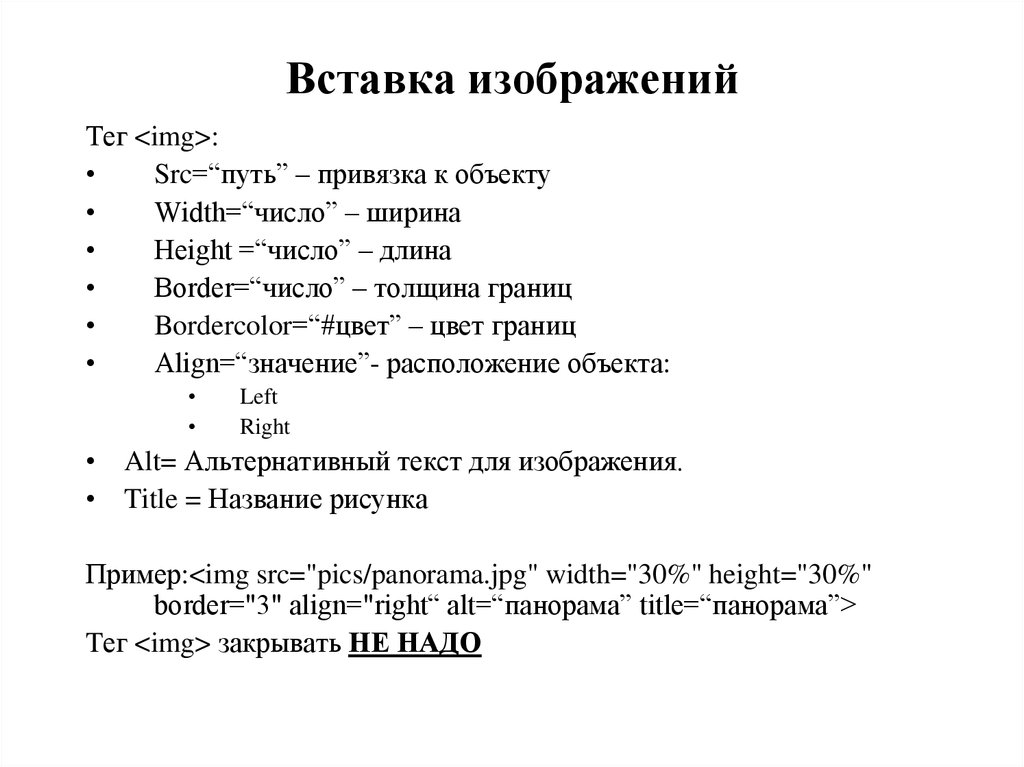 Вставка изображений
Тег <img>:
• Src=“путь” – привязка к объекту
• Width=“число” – ширина
• Height =“число” – длина
• Border=“число” – толщина границ
• Bordercolor=“#цвет” – цвет границ
• Align=“значение”- расположение объекта:
• Left
• Right
• Alt= Альтернативный текст для изображения.
• Title = Название рисунка
Пример:<img src="pics/panorama.jpg" width="30%" height="30%"
border="3" align="right“ alt=“панорама” title=“панорама”>
Тег <img> закрывать НЕ НАДО